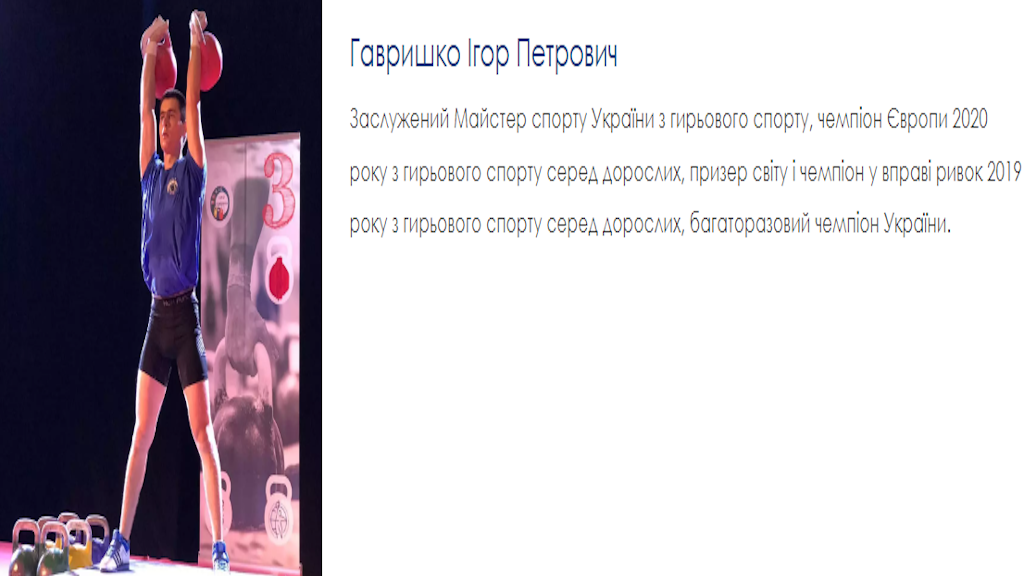 Гавришко Ігор Петрович
Заслужений Майстер спорту України з гирьового спорту, чемпіон Європи 2020
року з гирьового спорту серед дорослих, призер світу і чемпіон у вправі ривок 2019
року з гирьового спорту серед дорослих, багаторазовий чемпіон України.
3